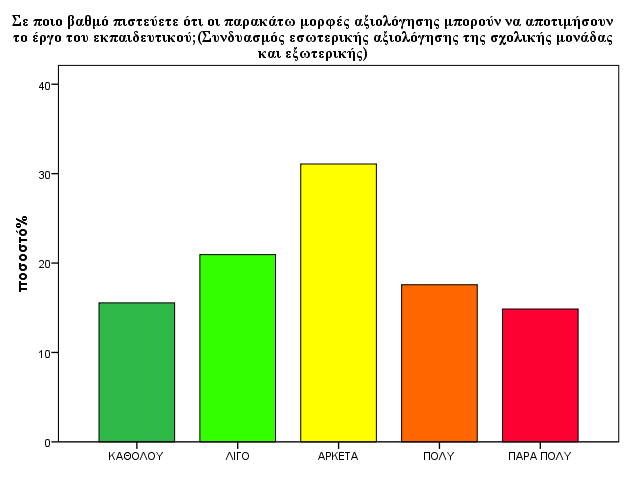 Σε ποιο βαθμό πιστεύετε ότι οι παρακάτω μορφές αξιολόγησης μπορούν να αποτιμήσουν
το έργο του εκπαιδευτικού;(Συνδυασμός εσωτερικής αξιολόγησης της σχολικής μονάδας
και εξωτερικής)
ποσοστό%
40
30
20
10
0
ΚΑΘΟΛΟΥ ΛΙΓΟ ΑΡΚΕΤΑ ΠΟΛΥ ΠΑΡΑ ΠΟΛΥ